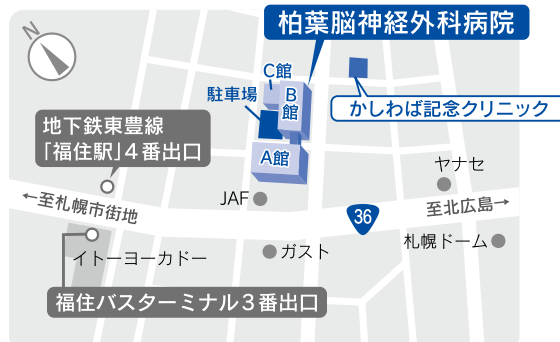 N
柏葉脳神経外科病院
C館
B館
駐車場
かしわば記念クリニック
地下鉄東豊線
「福住駅」4番出口
A館
ヤナセ
JAF
←至札幌市街地
36
至北広島→
札幌ドーム
ガスト
イトーヨーカドー
福住バスターミナル3番出口